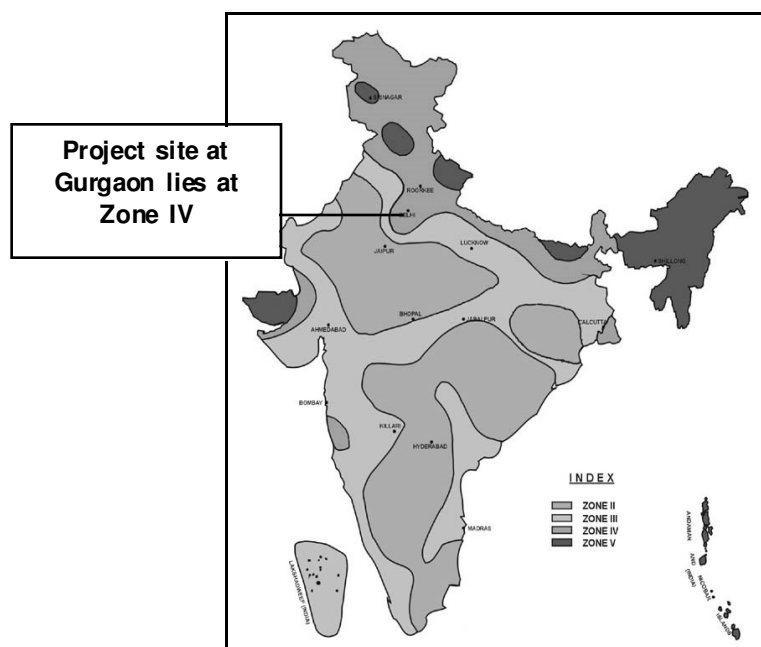 Project site at
Gurgaon lies at
Zone IV
SRINAGAR
ROORKEE
DELHI
JAIPUR
LUCKNOW
SHILLONG
AHMEDABAD
BHOPAL
JABALPUR
CALCUTTA
BOMBAY
KILLARI
HYDERABAD
MADRAS
INDEX
ZONE II
ZONE III
ZONE IV
ZONE V
LAKSHADWEEP (INDIA)
ANDAMAN
AND
(INDIA)
NICOBAR
ISLANDS